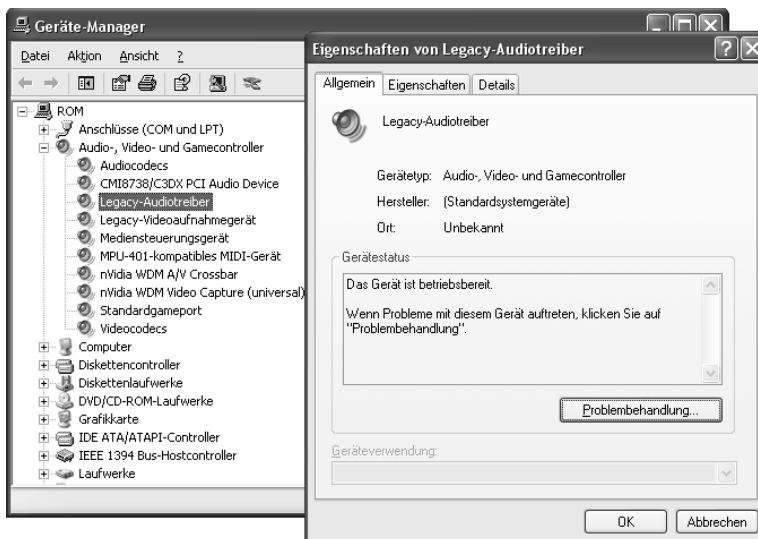 Geräte-Manager
Datei Aktion Ansicht ?
ROM
Anschlüsse (COM und LPT)
Audio-, Video- und Gamecontroller
Audiocodecs
CMI8738/C3DX PCI Audio Device
Legacy-Audiotreiber
Legacy-Videoaufnahmegerät
Mediensteuerungsgerät
MPU-401-kompatibles MIDI-Gerät
nVidia WDM A/V Crossbar
nVidia WDM Video Capture (universal)
Standardgameport
Videocodecs
Computer
Diskettencontroller
Diskettenlaufwerke
DVD/CD-ROM-Laufwerke
Grafikkarte
IDE ATA/ATAPI-Controller
IEEE 1394 Bus-Hostcontroller
Laufwerke
Eigenschaften von Legacy-Audiotreiber
Allgemein Eigenschaften Details
Legacy-Audiotreiber
Gerätetyp: Audio-, Video- und Gamecontroller
Hersteller: (Standardsystemgeräte)
Ort: Unbekannt
Gerätestatus
Das Gerät ist betriebsbereit.
Wenn Probleme mit diesem Gerät auftreten, klicken Sie auf
"Problembehandlung".
Problembehandlung...
Geräteverwendung:
OK Abbrechen